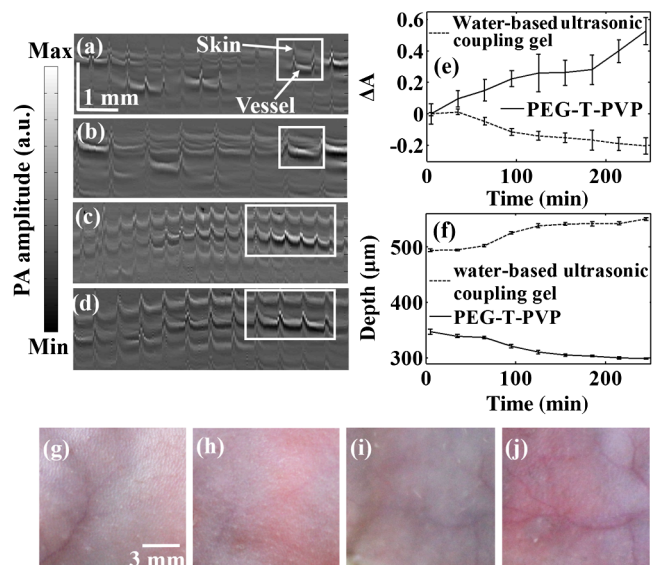 Max
PA amplitude (a.u.)
Min
(a)
Skin
Vessel
1 mm
(b)
(c)
(d)
0.6
0.4
0.2
0
-0.2
ΔA
Water-based ultrasonic
coupling gel
(e)
PEG-T-PVP
0 100 200
Time (min)
(f)
500
400
300
Depth (μm)
water-based ultrasonic
coupling gel
PEG-T-PVP
0 100 200
Time (min)
(g)
3 mm
(h)
(i)
(j)